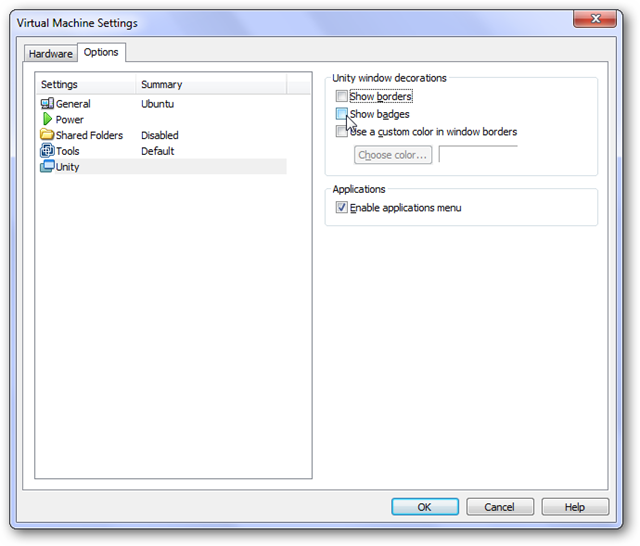 Virtual Machine Settings
Hardware Options
Settings Summary
General Ubuntu
Power
Shared Folders Disabled
Tools Default
Unity
Unity window decorations
Show borders
Show badges
Use a custom color in window borders
Choose color...
Applications
Enable applications menu
OK Cancel Help